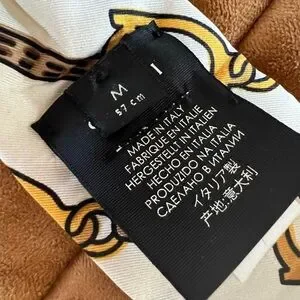 M
57 cm
MADE IN ITALY
FABRIQUE EN ITALIE
HERGESTELLT IN ITALIEN
HECHO EN ITALIA
PRODUZIDO NA ITALIA
СДЕЛАНО В ИТАЛИИ
イタリア製
产地:意大利